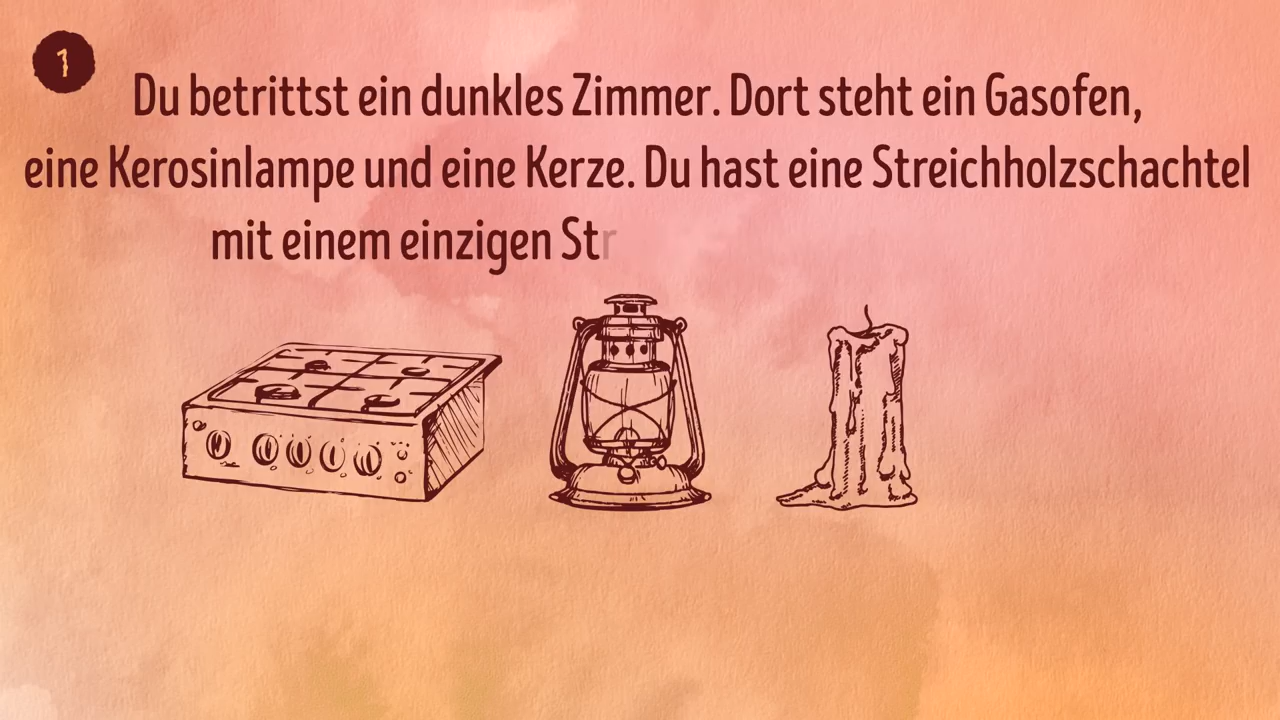 1
Du betrittst ein dunkles Zimmer. Dort steht ein Gasofen,
eine Kerosinlampe und eine Kerze. Du hast eine Streichholzschachtel
mit einem einzigen Str